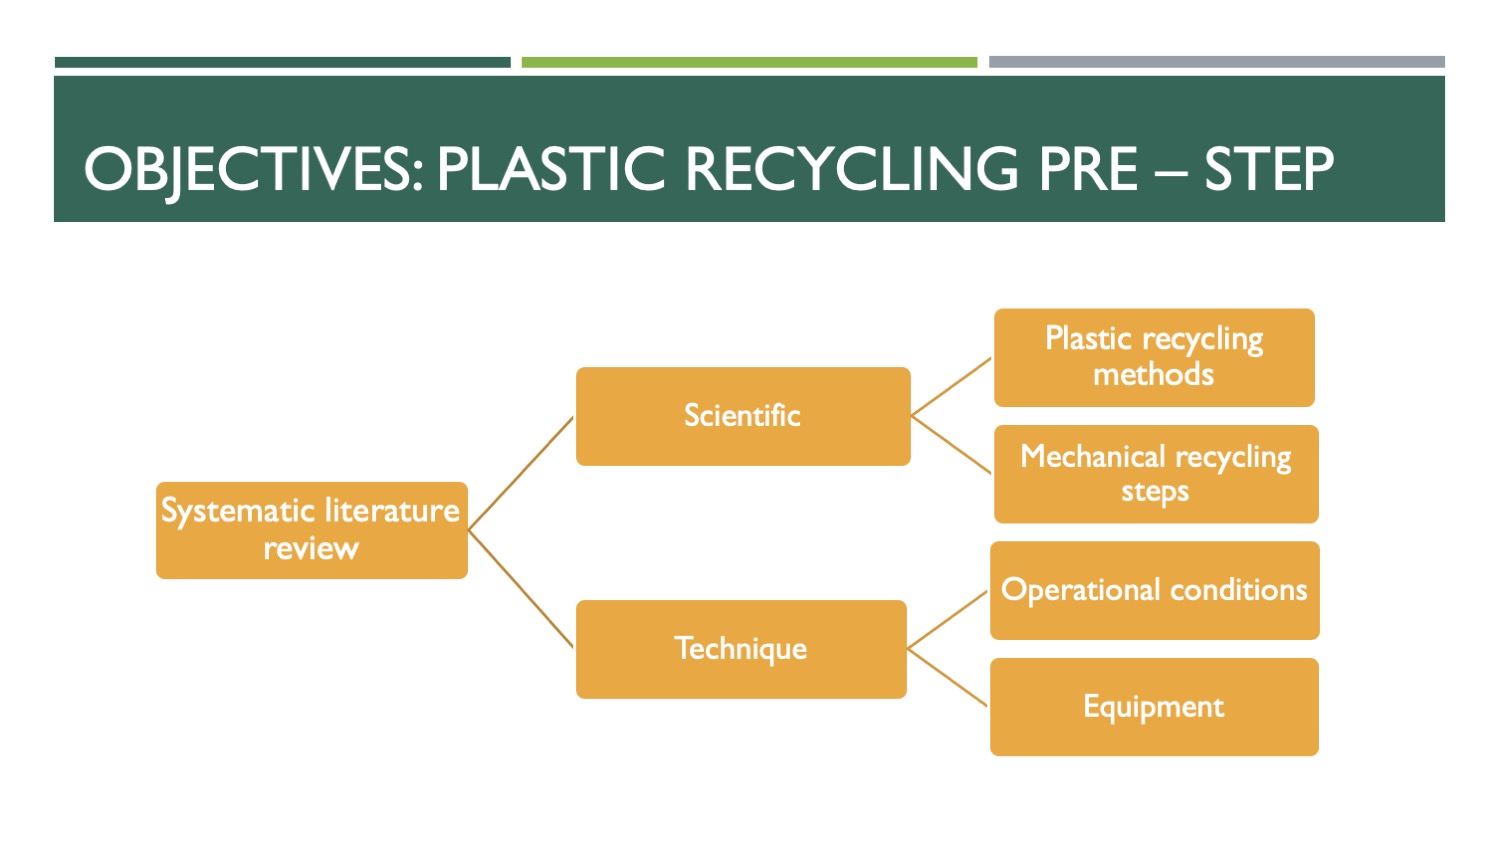 OBJECTIVES: PLASTIC RECYCLING PRE – STEP
Systematic literature
review
Scientific
Plastic recycling
methods
Mechanical recycling
steps
Technique
Operational conditions
Equipment